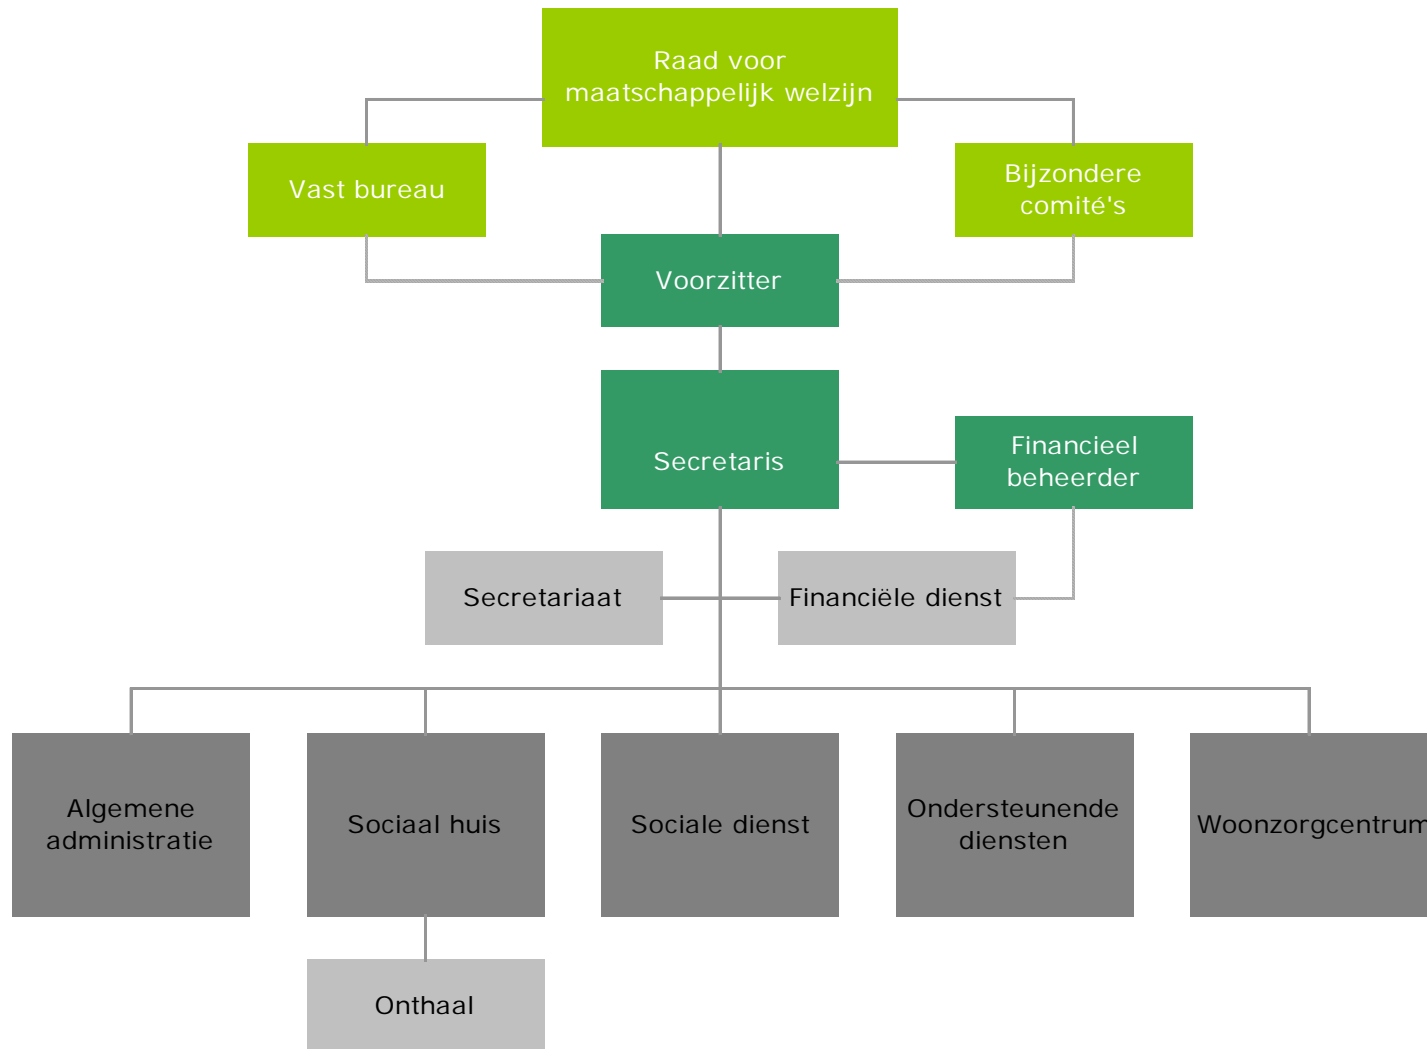 Raad voor
maatschappelijk welzijn
Vast bureau
Bijzondere
comité's
Voorzitter
Secretaris
Financieel
beheerder
Secretariaat
Financiële dienst
Algemene
administratie
Sociaal huis
Sociale dienst
Ondersteunende
diensten
Woonzorgcentrum
Onthaal